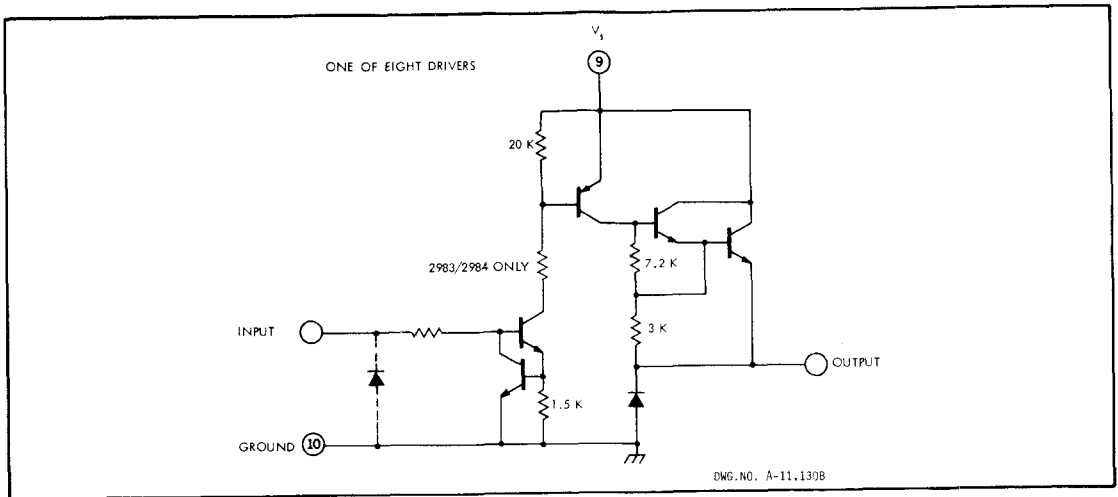 V_s
9
ONE OF EIGHT DRIVERS
20 K
2983/2984 ONLY
7.2 K
INPUT
3 K
OUTPUT
1.5 K
GROUND 10
DWG.NO. A-11,130B